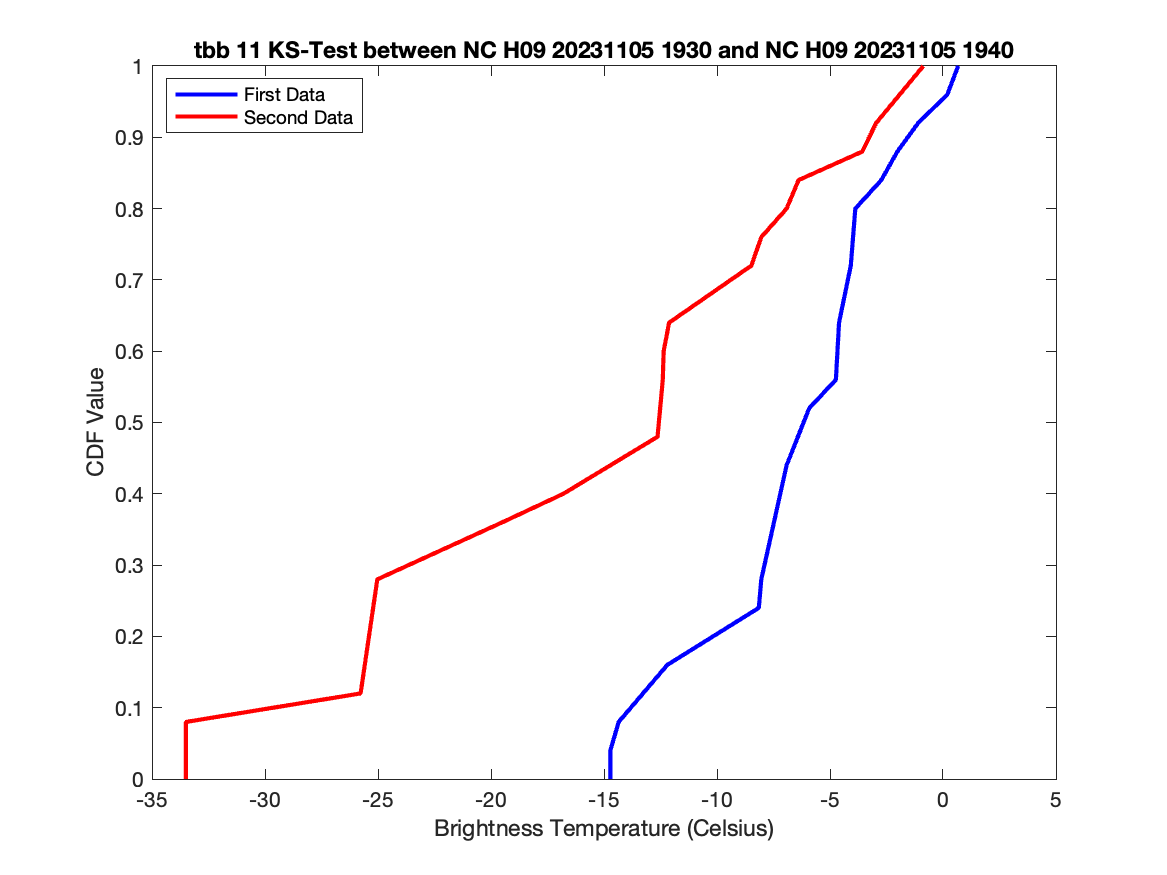 tbb 11 KS-Test between NC H09 20231105 1930 and NC H09 20231105 1940
First Data
Second Data
1
0.9
0.8
0.7
0.6
0.5
0.4
0.3
0.2
0.1
0
CDF Value
-35 -30 -25 -20 -15 -10 -5 0 5
Brightness Temperature (Celsius)